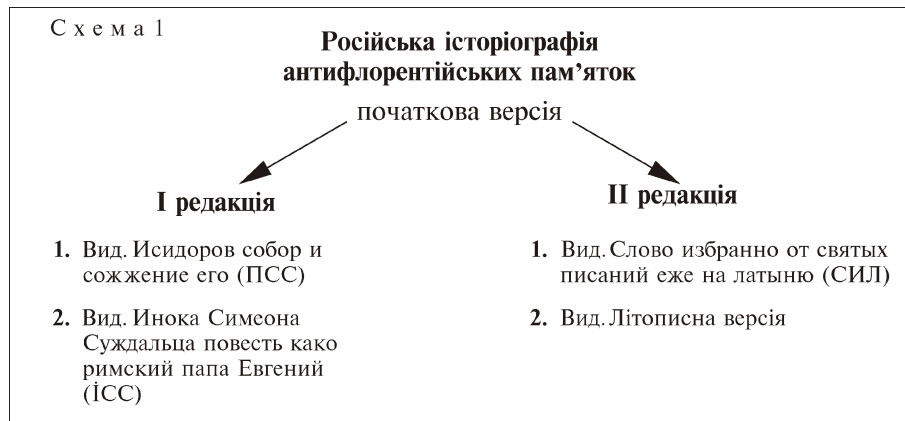 Схема 1
Російська історіографія
антифлорентійських пам’яток
початкова версія
I редакція
1. Вид. Исидоров собор и
сожжение его (ПСС)
2. Вид. Инока Симеона
Суждальца повесть како
римский папа Евгений
(ІСС)
II редакція
1. Вид. Слово избранно от святых
писаний еже на латыню (СИЛ)
2. Вид. Літописна версія